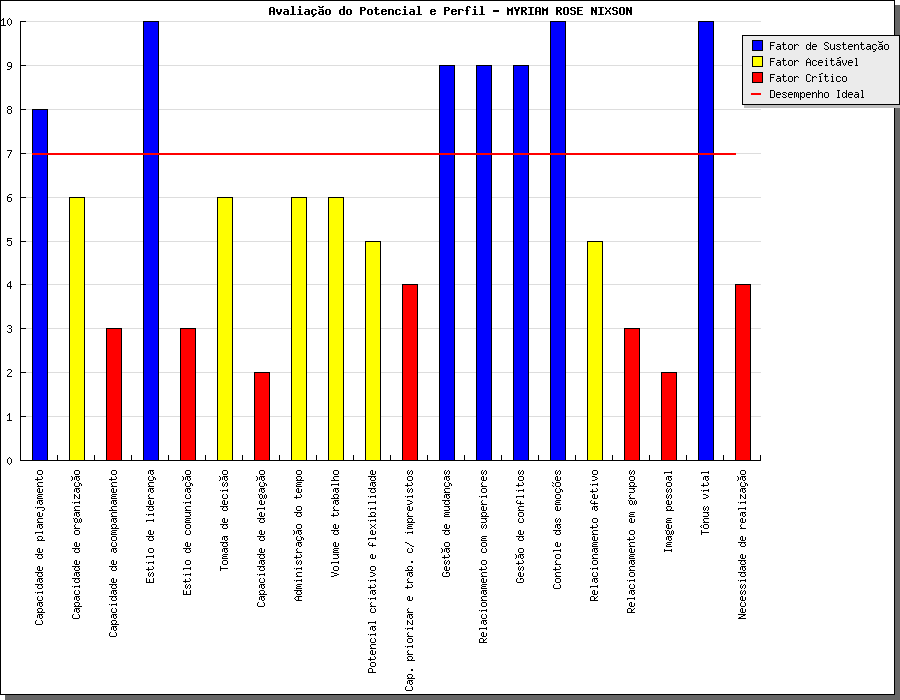 Avaliação do Potencial e Perfil - MYRIAM ROSE NIXSON
Fator de Sustentação
Fator Aceitável
Fator Crítico
Desempenho Ideal
10
9
8
7
6
5
4
3
2
1
0
Capacidade de planejamento
Capacidade de organização
Capacidade de acompanhamento
Estilo de liderança
Estilo de comunicação
Tomada de decisão
Capacidade de delegação
Administração do tempo
Volume de trabalho
Potencial criativo e flexibilidade
Cap. priorizar e trab. c/ imprevistos
Gestão de mudanças
Relacionamento com superiores
Gestão de conflitos
Controle das emoções
Relacionamento afetivo
Relacionamento em grupos
Imagem pessoal
Tônus vital
Necessidade de realização